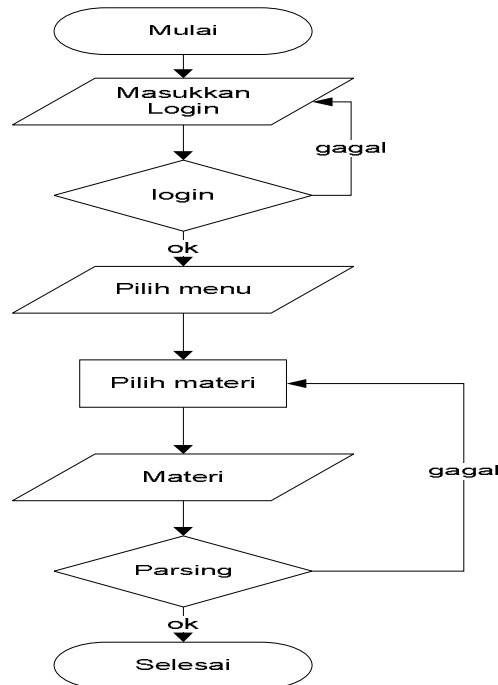 Mulai
Masukkan
Login
gagal
login
ok
Pilih menu
Pilih materi
gagal
Materi
Parsing
ok
Selesai